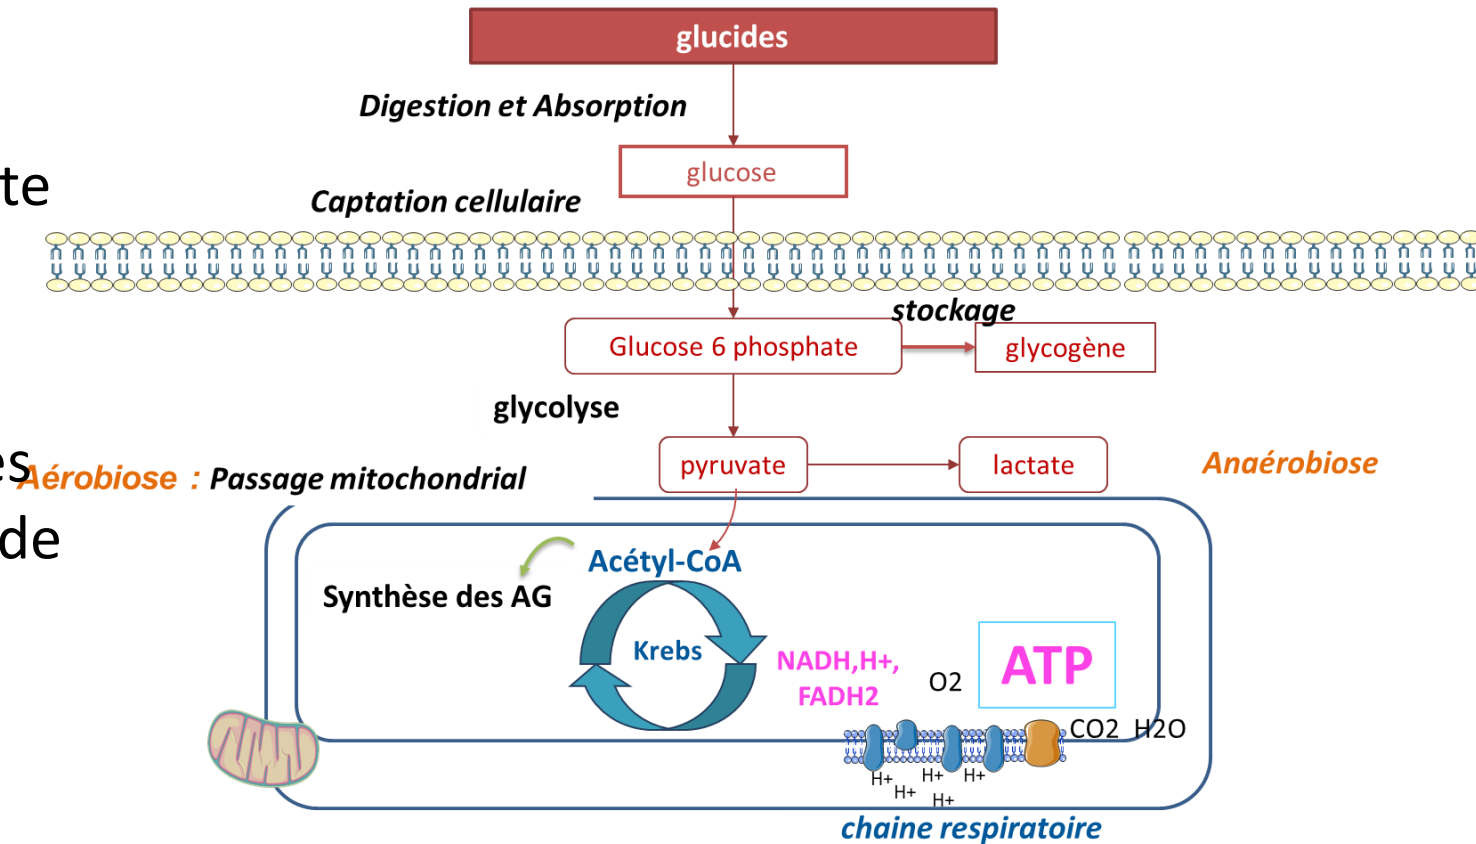 glucides
Digestion et Absorption
glucose
te
Captation cellulaire
stockage
Glucose 6 phosphate
glycogène
glycolyse
es
Aérobiose : Passage mitochondrial
pyruvate
lactate
Anaérobiose
de
Acétyl-CoA
Synthèse des AG
Krebs
NADH,H+,
FADH2
O2
ATP
CO2 H2O
H+
H+
H+
H+
H+
chaine respiratoire